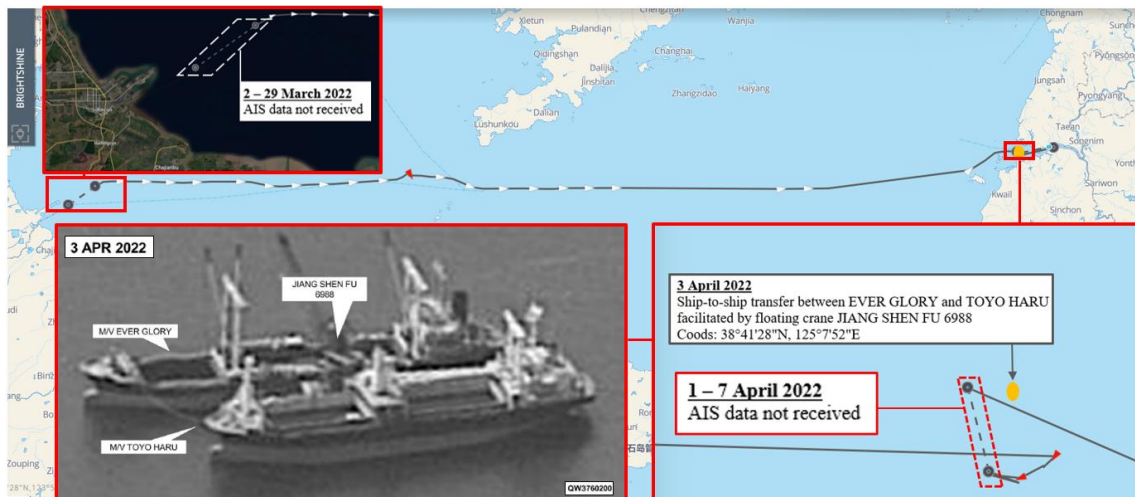 BRIGHTSHINE
2 – 29 March 2022
AIS data not received
Xietun
Pulandian
Wanjia
Qidingshan
Changhai
Dalijia
Jinshitan
Zhangzidao
Haiyang
Dalian
Lushunkou
Chongnam
Jungsan
Pyongyang
Taean
Songnim
Kwail
Sariwon
Sinchon
3 APR 2022
JIANG SHEN FU
6988
M/V EVER GLORY
M/V TOYO HARU
QW3760200
3 April 2022
Ship-to-ship transfer between EVER GLORY and TOYO HARU
facilitated by floating crane JIANG SHEN FU 6988
Coods: 38°41'28"N, 125°7'52"E
1 – 7 April 2022
AIS data not received
Zouping